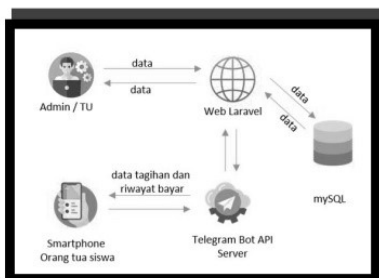 data
data
Admin / TU
Web Laravel
data
data
mySQL
data tagihan dan
riwayat bayar
Smartphone
Orang tua siswa
Telegram Bot API
Server